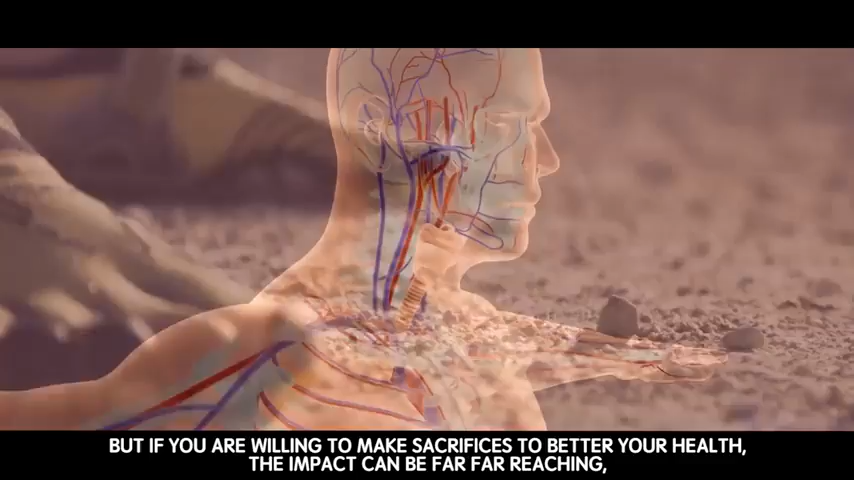 BUT IF YOU ARE WILLING TO MAKE SACRIFICES TO BETTER YOUR HEALTH,
THE IMPACT CAN BE FAR FAR REACHING,